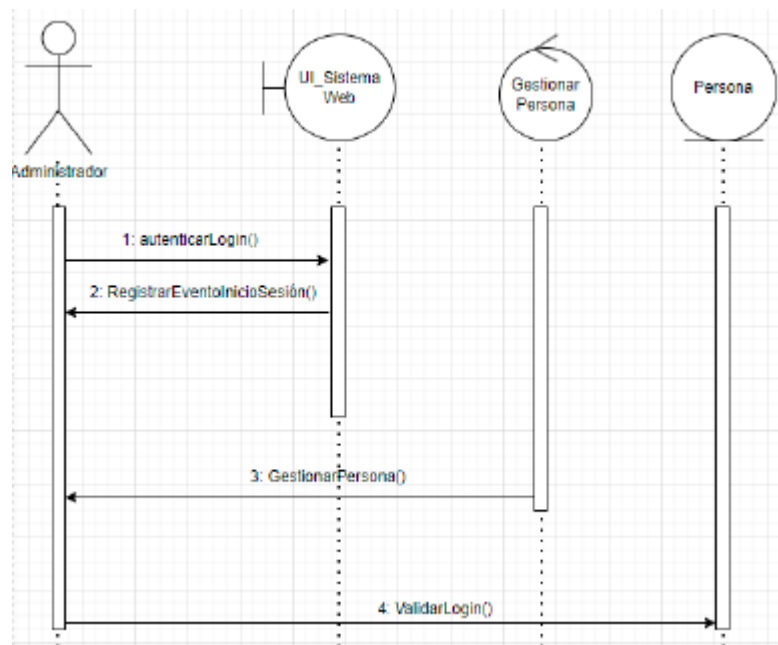 UI_Sistema
Web
Gestionar
Persona
Persona
Administrador
1: autenticarLogin()
2: RegistrarEventoInicioSesión()
3: GestionarPersona()
4: ValidarLogin()